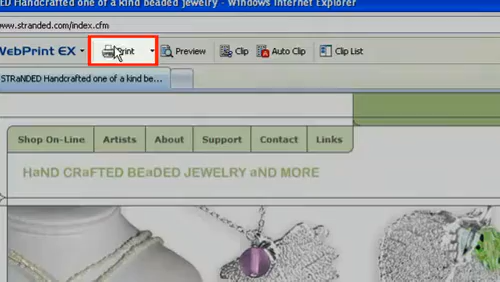 ED Handcrafted one of a kind beaded jewelry - Windows Internet Explorer
www.stranded.com/index.cfm
WebPrint EX Print Preview Clip Auto Clip Clip List
STRaNDED Handcrafted one of a kind be...
Shop On-Line Artists About Support Contact Links
HaND CRaFTED BEaDED JEWELRY aND MORE